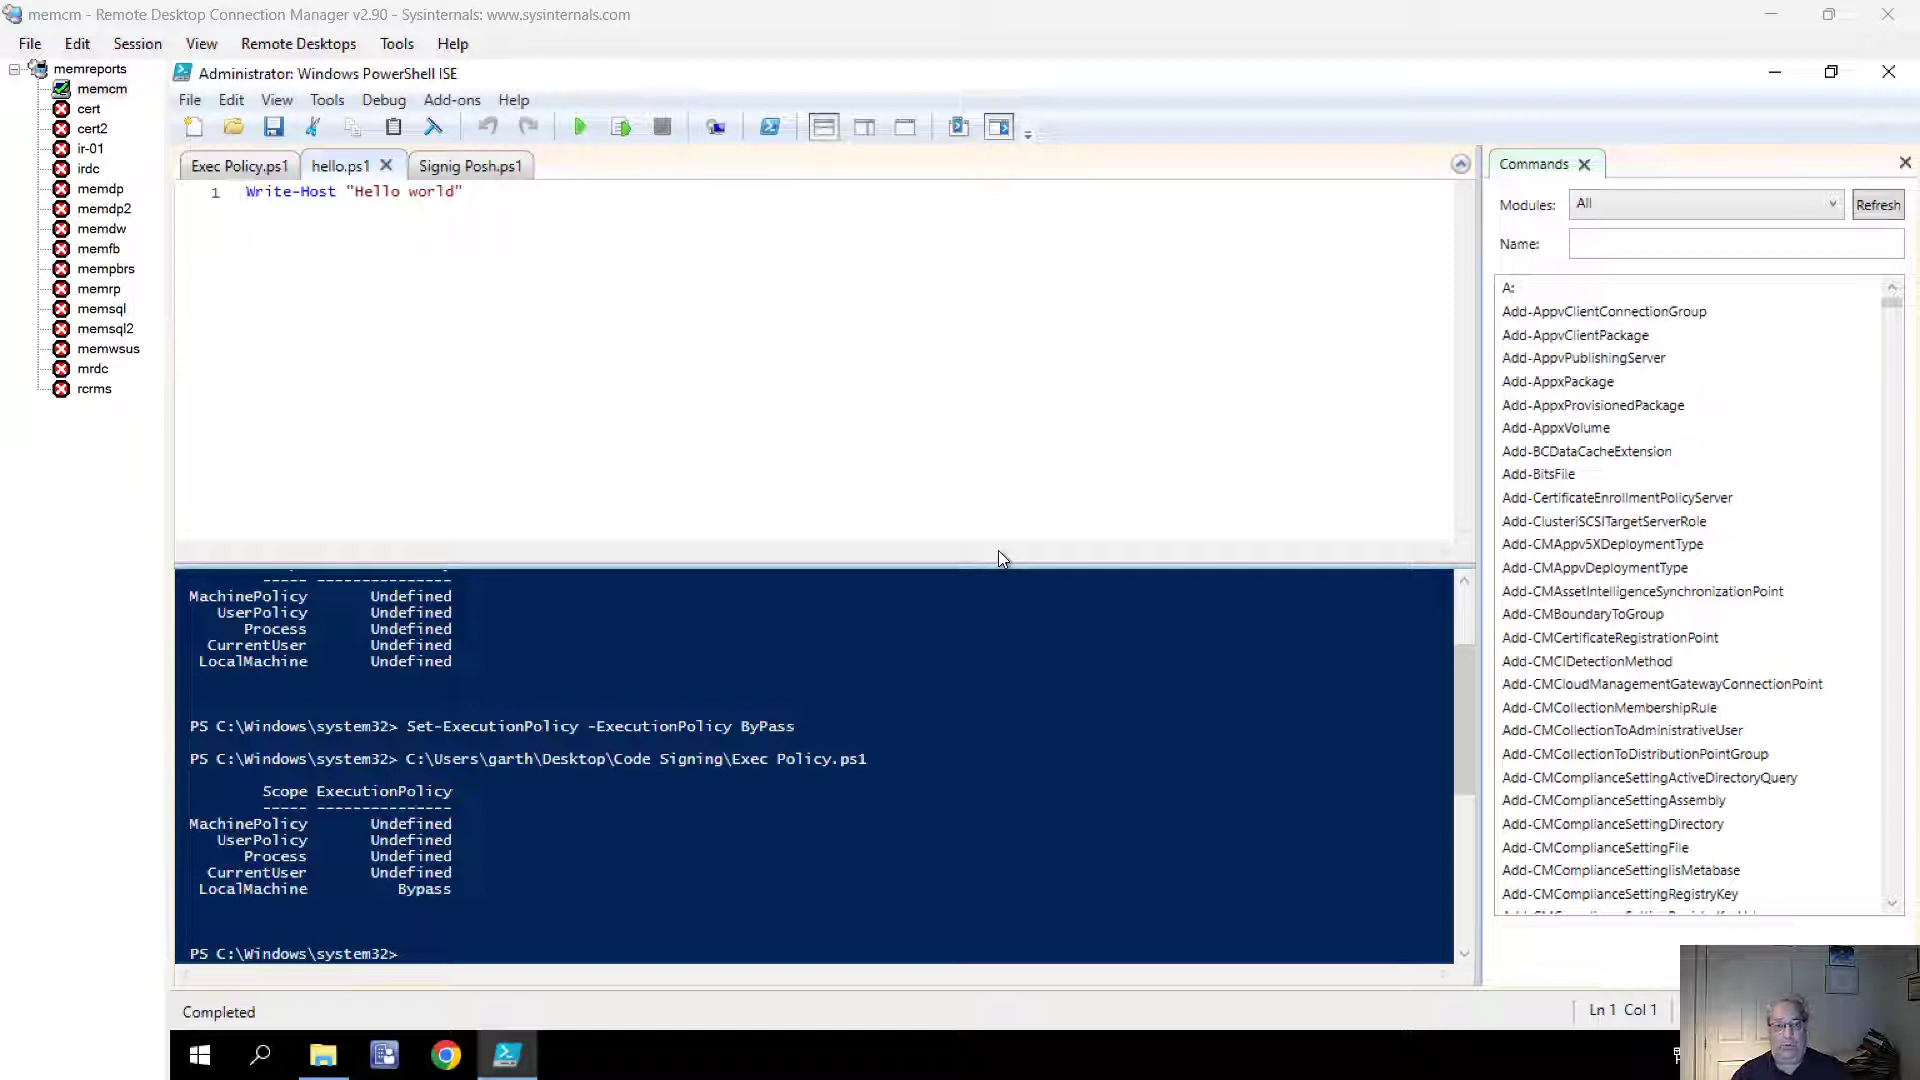 memcm - Remote Desktop Connection Manager v2.90 - Sysinternals: www.sysinternals.com
File Edit Session View Remote Desktops Tools Help
memreports
memcm
cert
cert2
ir-01
irdc
memdp
memdp2
memdw
memfb
mempbrs
memrp
memsql
memsql2
memwsus
mrdc
rcrms
Administrator: Windows PowerShell ISE
File Edit View Tools Debug Add-ons Help
Exec Policy.ps1 hello.ps1 Signig Posh.ps1
1 Write-Host "Hello world"
----- ---------------
MachinePolicy Undefined
UserPolicy Undefined
Process Undefined
CurrentUser Undefined
LocalMachine Undefined
PS C:\Windows\system32> Set-ExecutionPolicy -ExecutionPolicy ByPass
PS C:\Windows\system32> C:\Users\garth\Desktop\Code Signing\Exec Policy.ps1
Scope ExecutionPolicy
----- ---------------
MachinePolicy Undefined
UserPolicy Undefined
Process Undefined
CurrentUser Undefined
LocalMachine Bypass
PS C:\Windows\system32>
Completed
Ln 1 Col 1
Commands
Modules: All Refresh
Name:
A:
Add-AppvClientConnectionGroup
Add-AppvClientPackage
Add-AppvPublishingServer
Add-AppxPackage
Add-AppxProvisionedPackage
Add-AppxVolume
Add-BCDataCacheExtension
Add-BitsFile
Add-CertificateEnrollmentPolicyServer
Add-ClusteriSCSITargetServerRole
Add-CMAppv5XDeploymentType
Add-CMAppvDeploymentType
Add-CMAssetIntelligenceSynchronizationPoint
Add-CMBoundaryToGroup
Add-CMCertificateRegistrationPoint
Add-CMCIDetectionMethod
Add-CMCloudManagementGatewayConnectionPoint
Add-CMCollectionMembershipRule
Add-CMCollectionToAdministrativeUser
Add-CMCollectionToDistributionPointGroup
Add-CMComplianceSettingActiveDirectoryQuery
Add-CMComplianceSettingAssembly
Add-CMComplianceSettingDirectory
Add-CMComplianceSettingFile
Add-CMComplianceSettingIisMetabase
Add-CMComplianceSettingRegistryKey